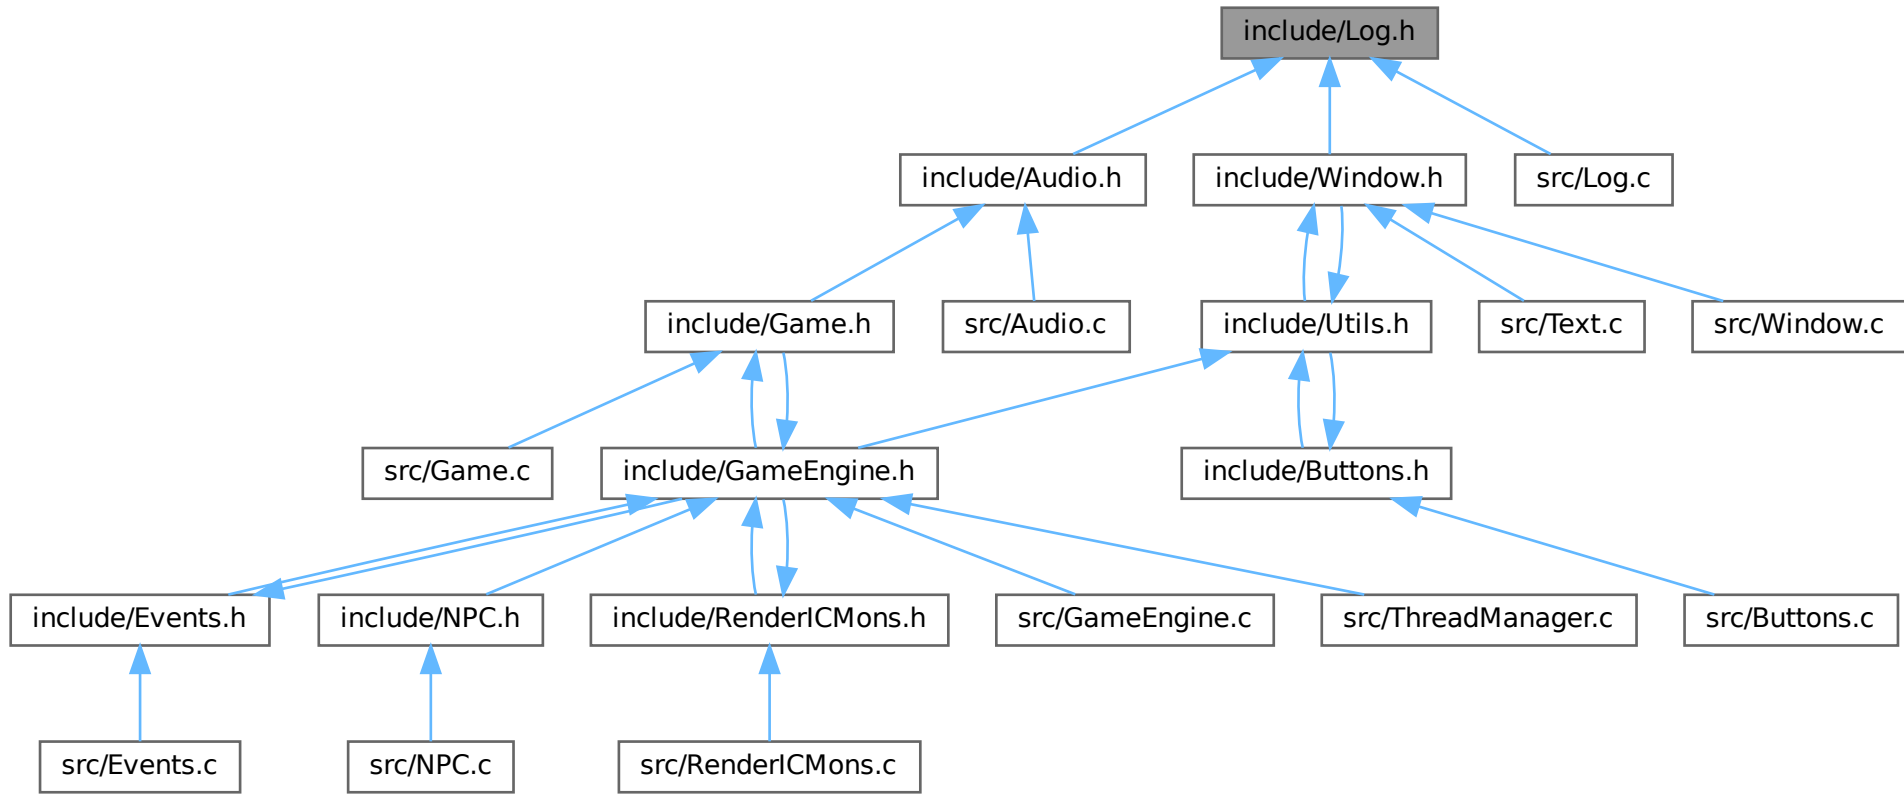 include/Log.h
include/Audio.h
include/Window.h
src/Log.c
include/Game.h
src/Audio.c
include/Utils.h
src/Text.c
src/Window.c
src/Game.c
include/GameEngine.h
include/Buttons.h
include/Events.h
include/NPC.h
include/RenderICMons.h
src/GameEngine.c
src/ThreadManager.c
src/Buttons.c
src/Events.c
src/NPC.c
src/RenderICMons.c